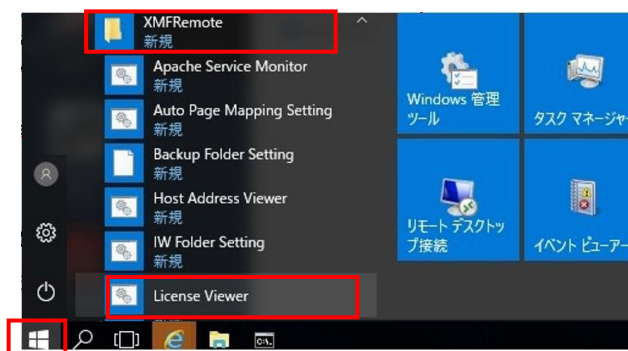 XMFRemote
新規
Apache Service Monitor
新規
Auto Page Mapping Setting
新規
Backup Folder Setting
新規
Host Address Viewer
新規
IW Folder Setting
新規
License Viewer
Windows 管理
ツール
タスク マネージャー
リモート デスクトッ
プ接続
イベント ビューアー
C:\.